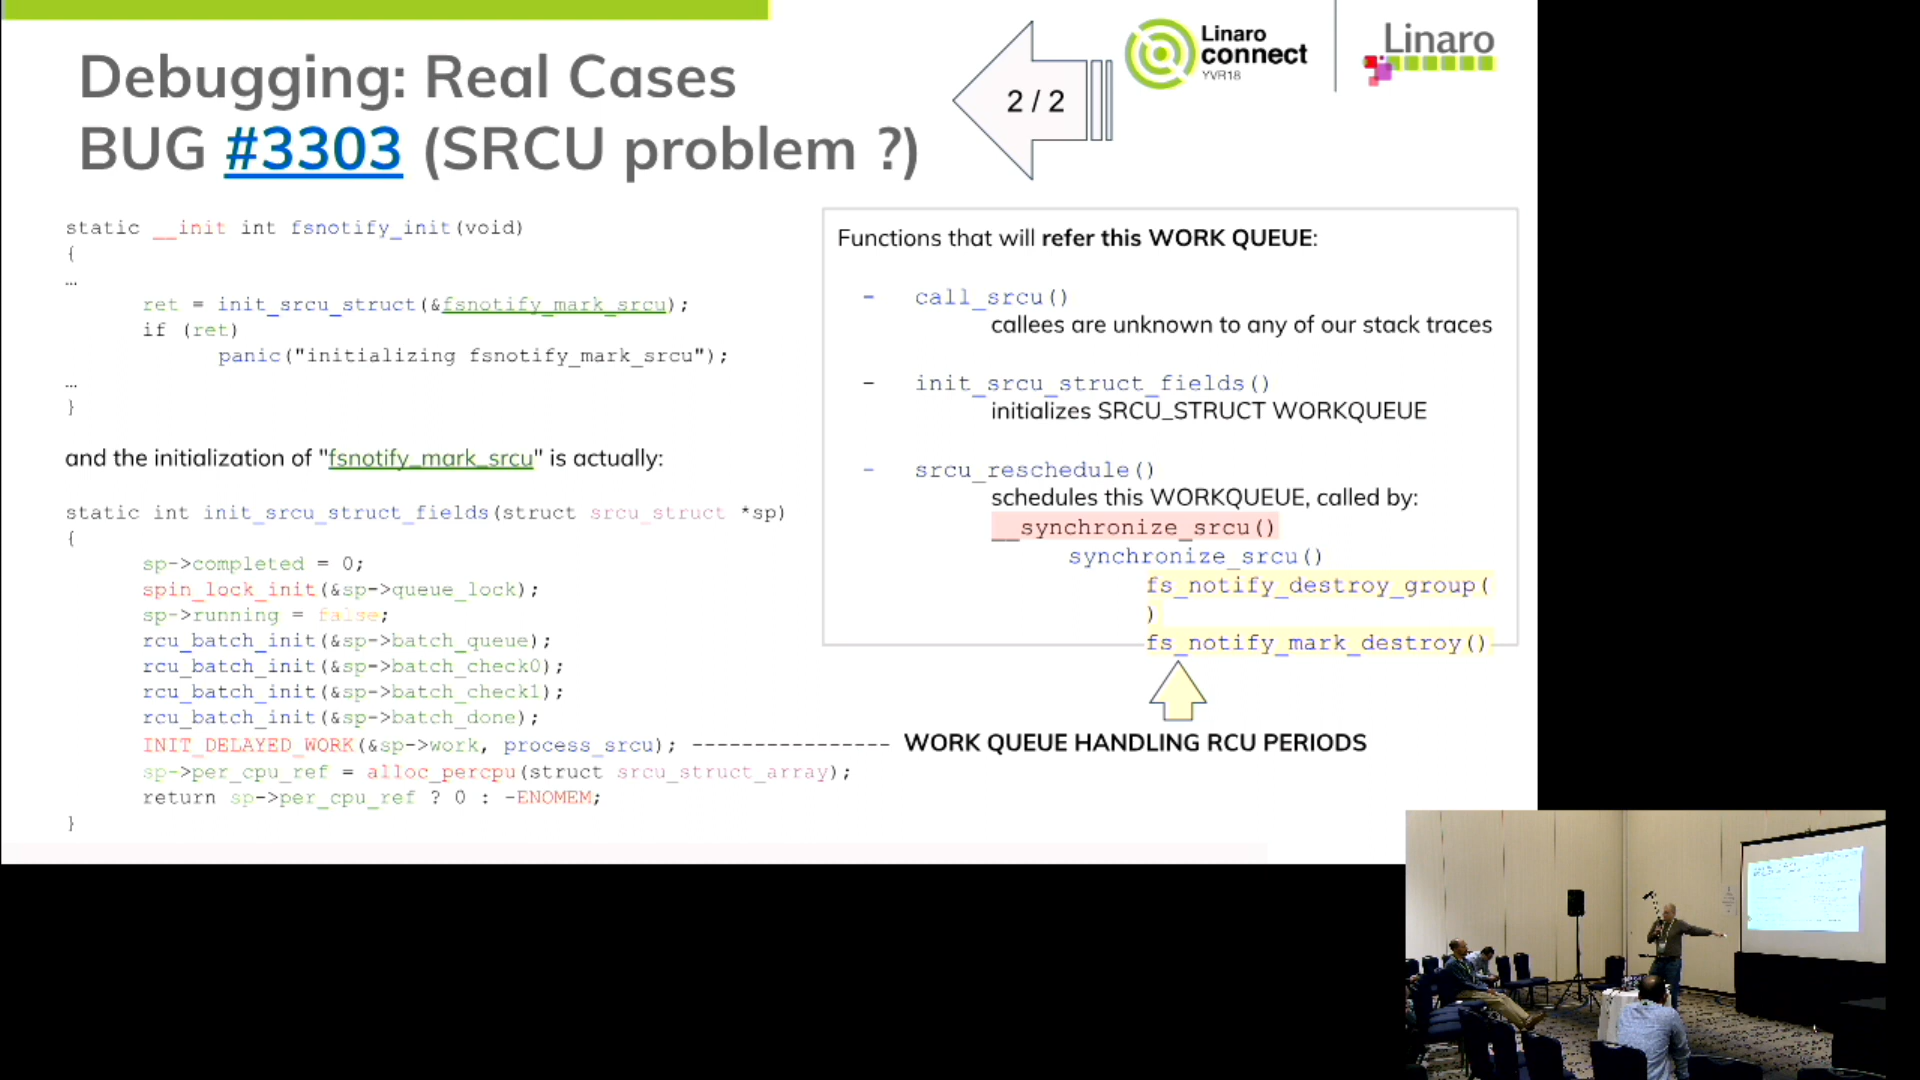 Debugging: Real Cases
BUG #3303 (SRCU problem ?)
2 / 2
Linaro
connect
YVR18
Linaro
static __init int fsnotify_init(void)
{
…
ret = init_srcu_struct(&fsnotify_mark_srcu);
if (ret)
panic("initializing fsnotify_mark_srcu");
…
}
and the initialization of "fsnotify_mark_srcu" is actually:
static int init_srcu_struct_fields(struct srcu_struct *sp)
{
sp->completed = 0;
spin_lock_init(&sp->queue_lock);
sp->running = false;
rcu_batch_init(&sp->batch_queue);
rcu_batch_init(&sp->batch_check0);
rcu_batch_init(&sp->batch_check1);
rcu_batch_init(&sp->batch_done);
INIT_DELAYED_WORK(&sp->work, process_srcu); ---------------- WORK QUEUE HANDLING RCU PERIODS
sp->per_cpu_ref = alloc_percpu(struct srcu_struct_array);
return sp->per_cpu_ref ? 0 : -ENOMEM;
}
Functions that will refer this WORK QUEUE:
- call_srcu()
callees are unknown to any of our stack traces
- init_srcu_struct_fields()
initializes SRCU_STRUCT WORKQUEUE
- srcu_reschedule()
schedules this WORKQUEUE, called by:
__synchronize_srcu()
synchronize_srcu()
fs_notify_destroy_group(
)
fs_notify_mark_destroy()